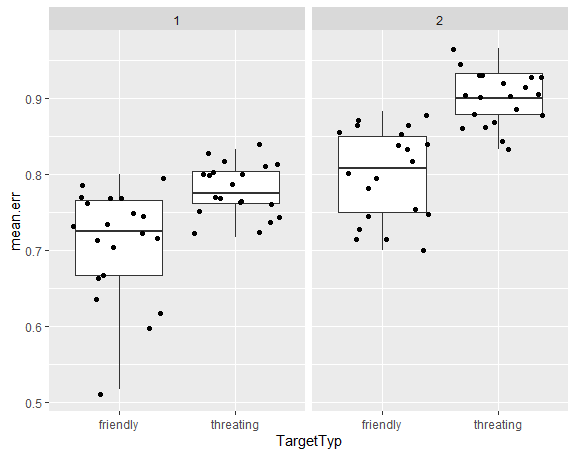 1 2
mean.err
0.9
0.8
0.7
0.6
0.5
friendly threating friendly threating
TargetTyp